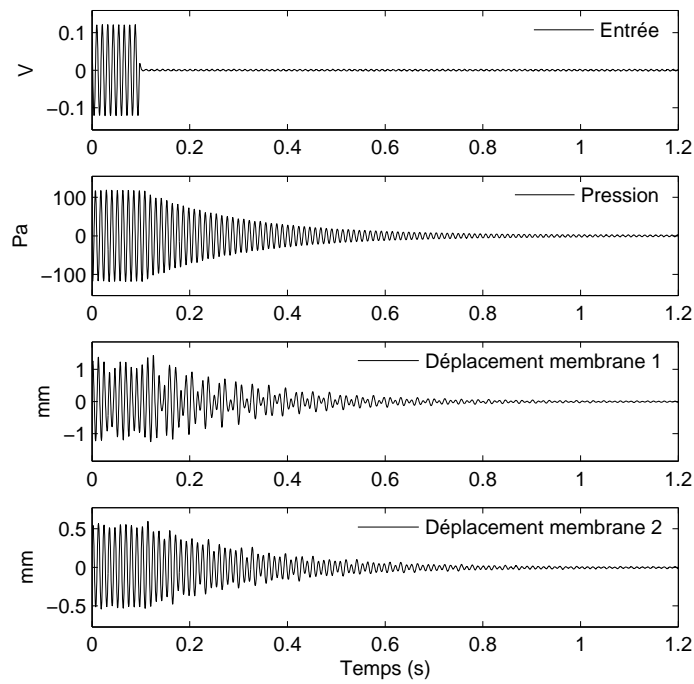 0.1
0
−0.1
V
Entrée
0 0.2 0.4 0.6 0.8 1 1.2
100
0
−100
Pa
Pression
0 0.2 0.4 0.6 0.8 1 1.2
1
0
−1
mm
Déplacement membrane 1
0 0.2 0.4 0.6 0.8 1 1.2
0.5
0
−0.5
mm
Déplacement membrane 2
0 0.2 0.4 0.6 0.8 1 1.2
Temps (s)